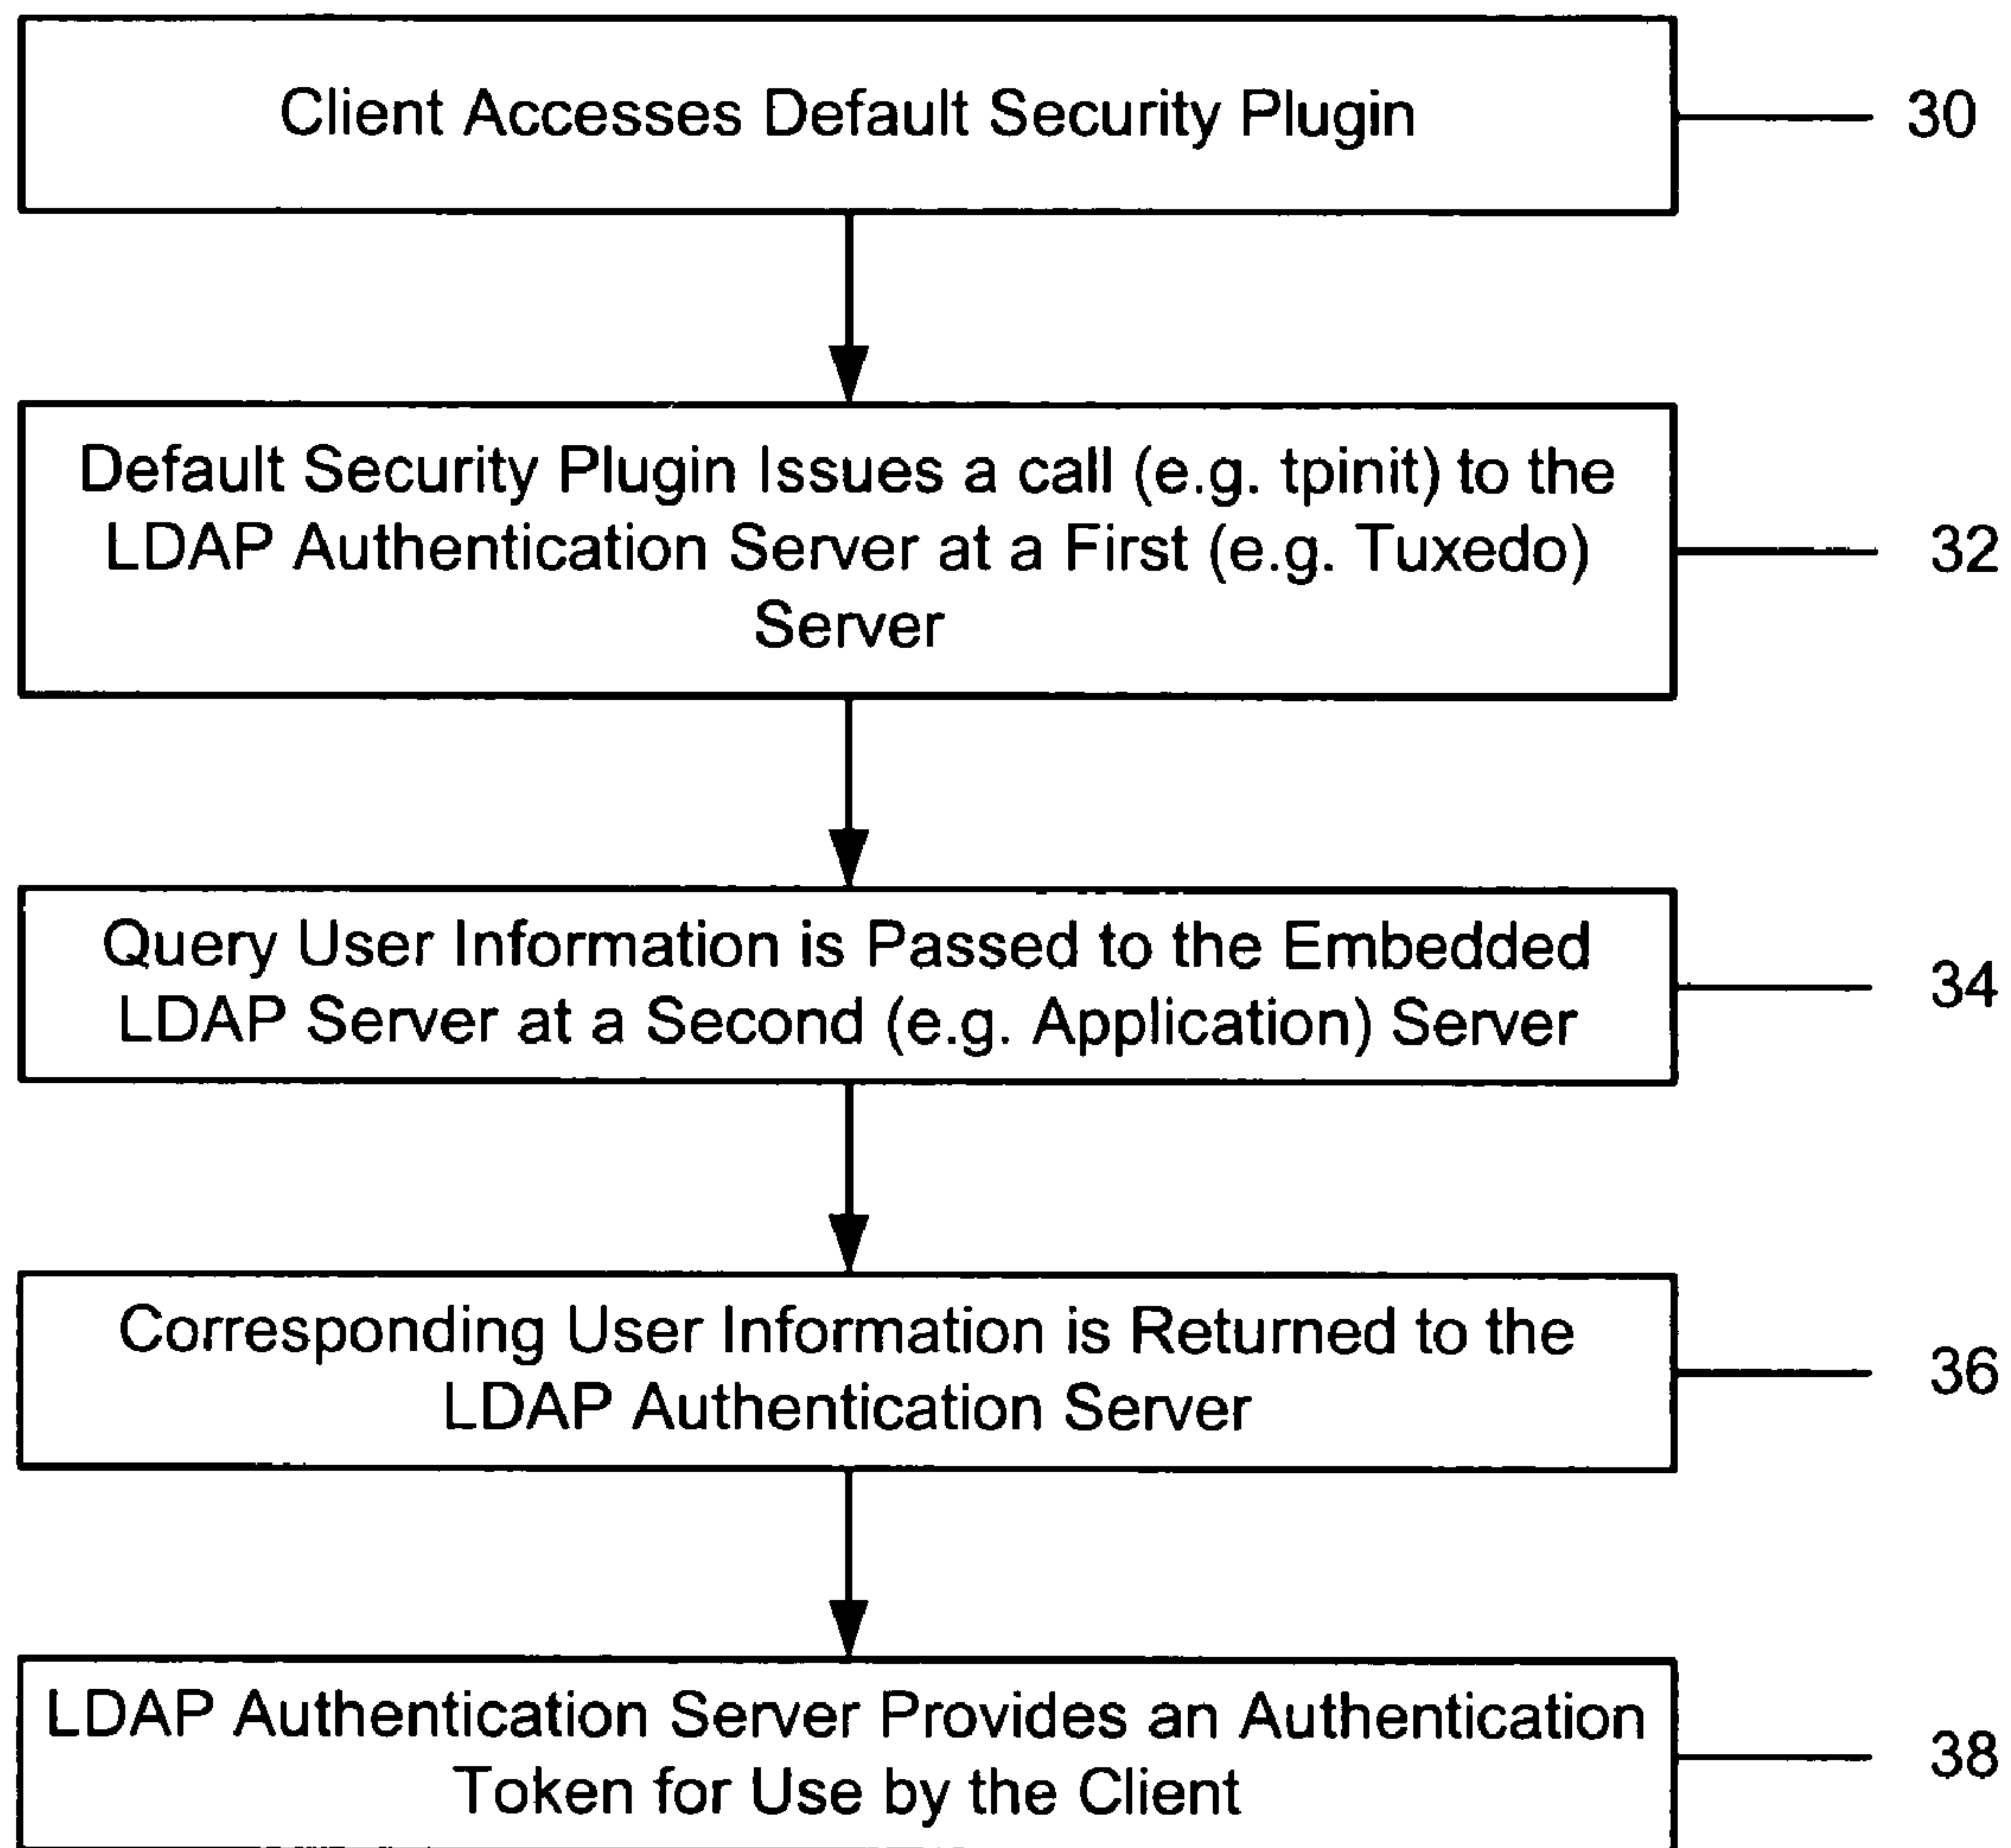 Client Accesses Default Security Plugin
30
Default Security Plugin Issues a call (e.g. tpinit) to the
LDAP Authentication Server at a First (e.g. Tuxedo)
Server
32
Query User Information is Passed to the Embedded
LDAP Server at a Second (e.g. Application) Server
34
Corresponding User Information is Returned to the
LDAP Authentication Server
36
LDAP Authentication Server Provides an Authentication
Token for Use by the Client
38